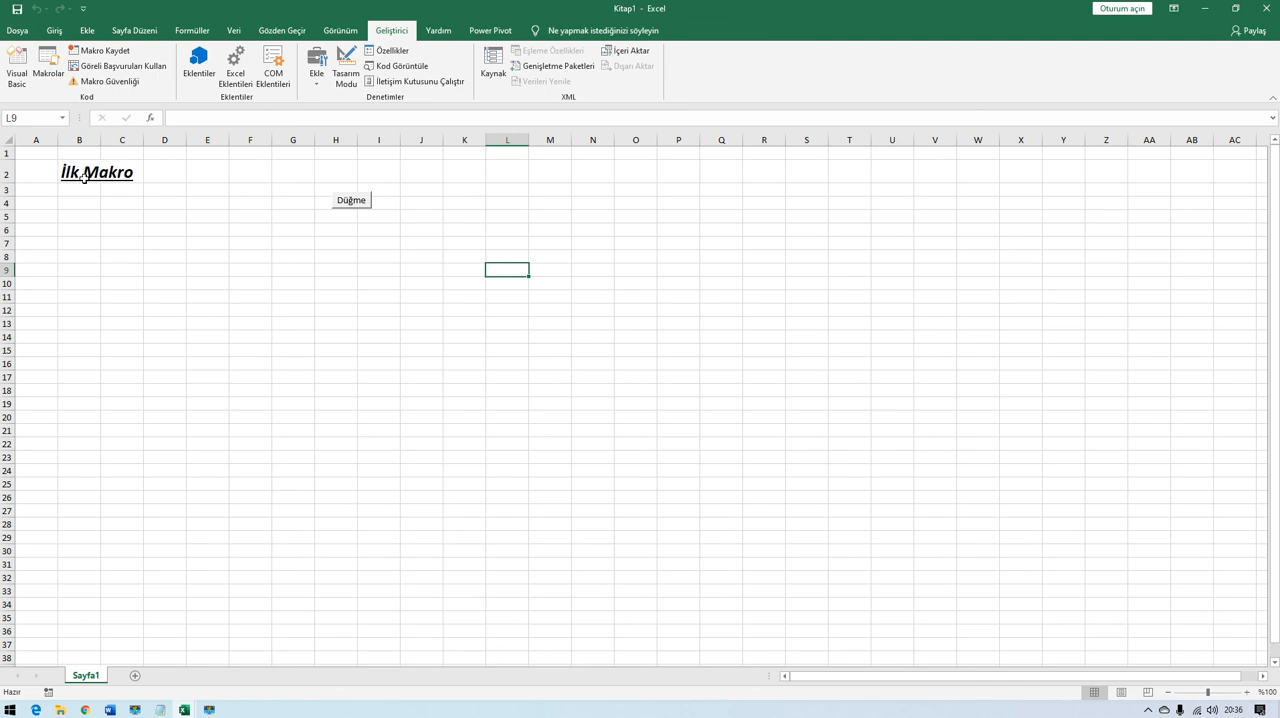 Kitap1 - Excel
Oturum açın
Dosya Giriş Ekle Sayfa Düzeni Formüller Veri Gözden Geçir Görünüm Geliştirici Yardım Power Pivot Ne yapmak istediğinizi söyleyin Paylaş
Visual Basic
Makrolar
Makro Kaydet
Göreli Başvuruları Kullan
Makro Güvenliği
Kod
Eklentiler
Excel Eklentileri
COM Eklentileri
Eklentiler
Ekle
Tasarım Modu
Özellikler
Kod Görüntüle
İletişim Kutusunu Çalıştır
Denetimler
Kaynak
Eşleme Özellikleri
Genişletme Paketleri
Verileri Yenile
İçeri Aktar
Dışarı Aktar
XML
L9
fx
A B C D E F G H I J K L M N O P Q R S T U V W X Y Z AA AB AC
1
2 İlk Makro
3
4 Düğme
5
6
7
8
9
10
11
12
13
14
15
16
17
18
19
20
21
22
23
24
25
26
27
28
29
30
31
32
33
34
35
36
37
38
Sayfa1
Hazır
%100
20:36